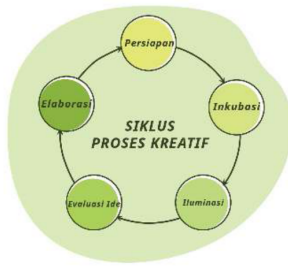 Persiapan
Elaborasi
Inkubasi
SIKLUS
PROSES KREATIF
Evaluasi Ide
Iluminasi